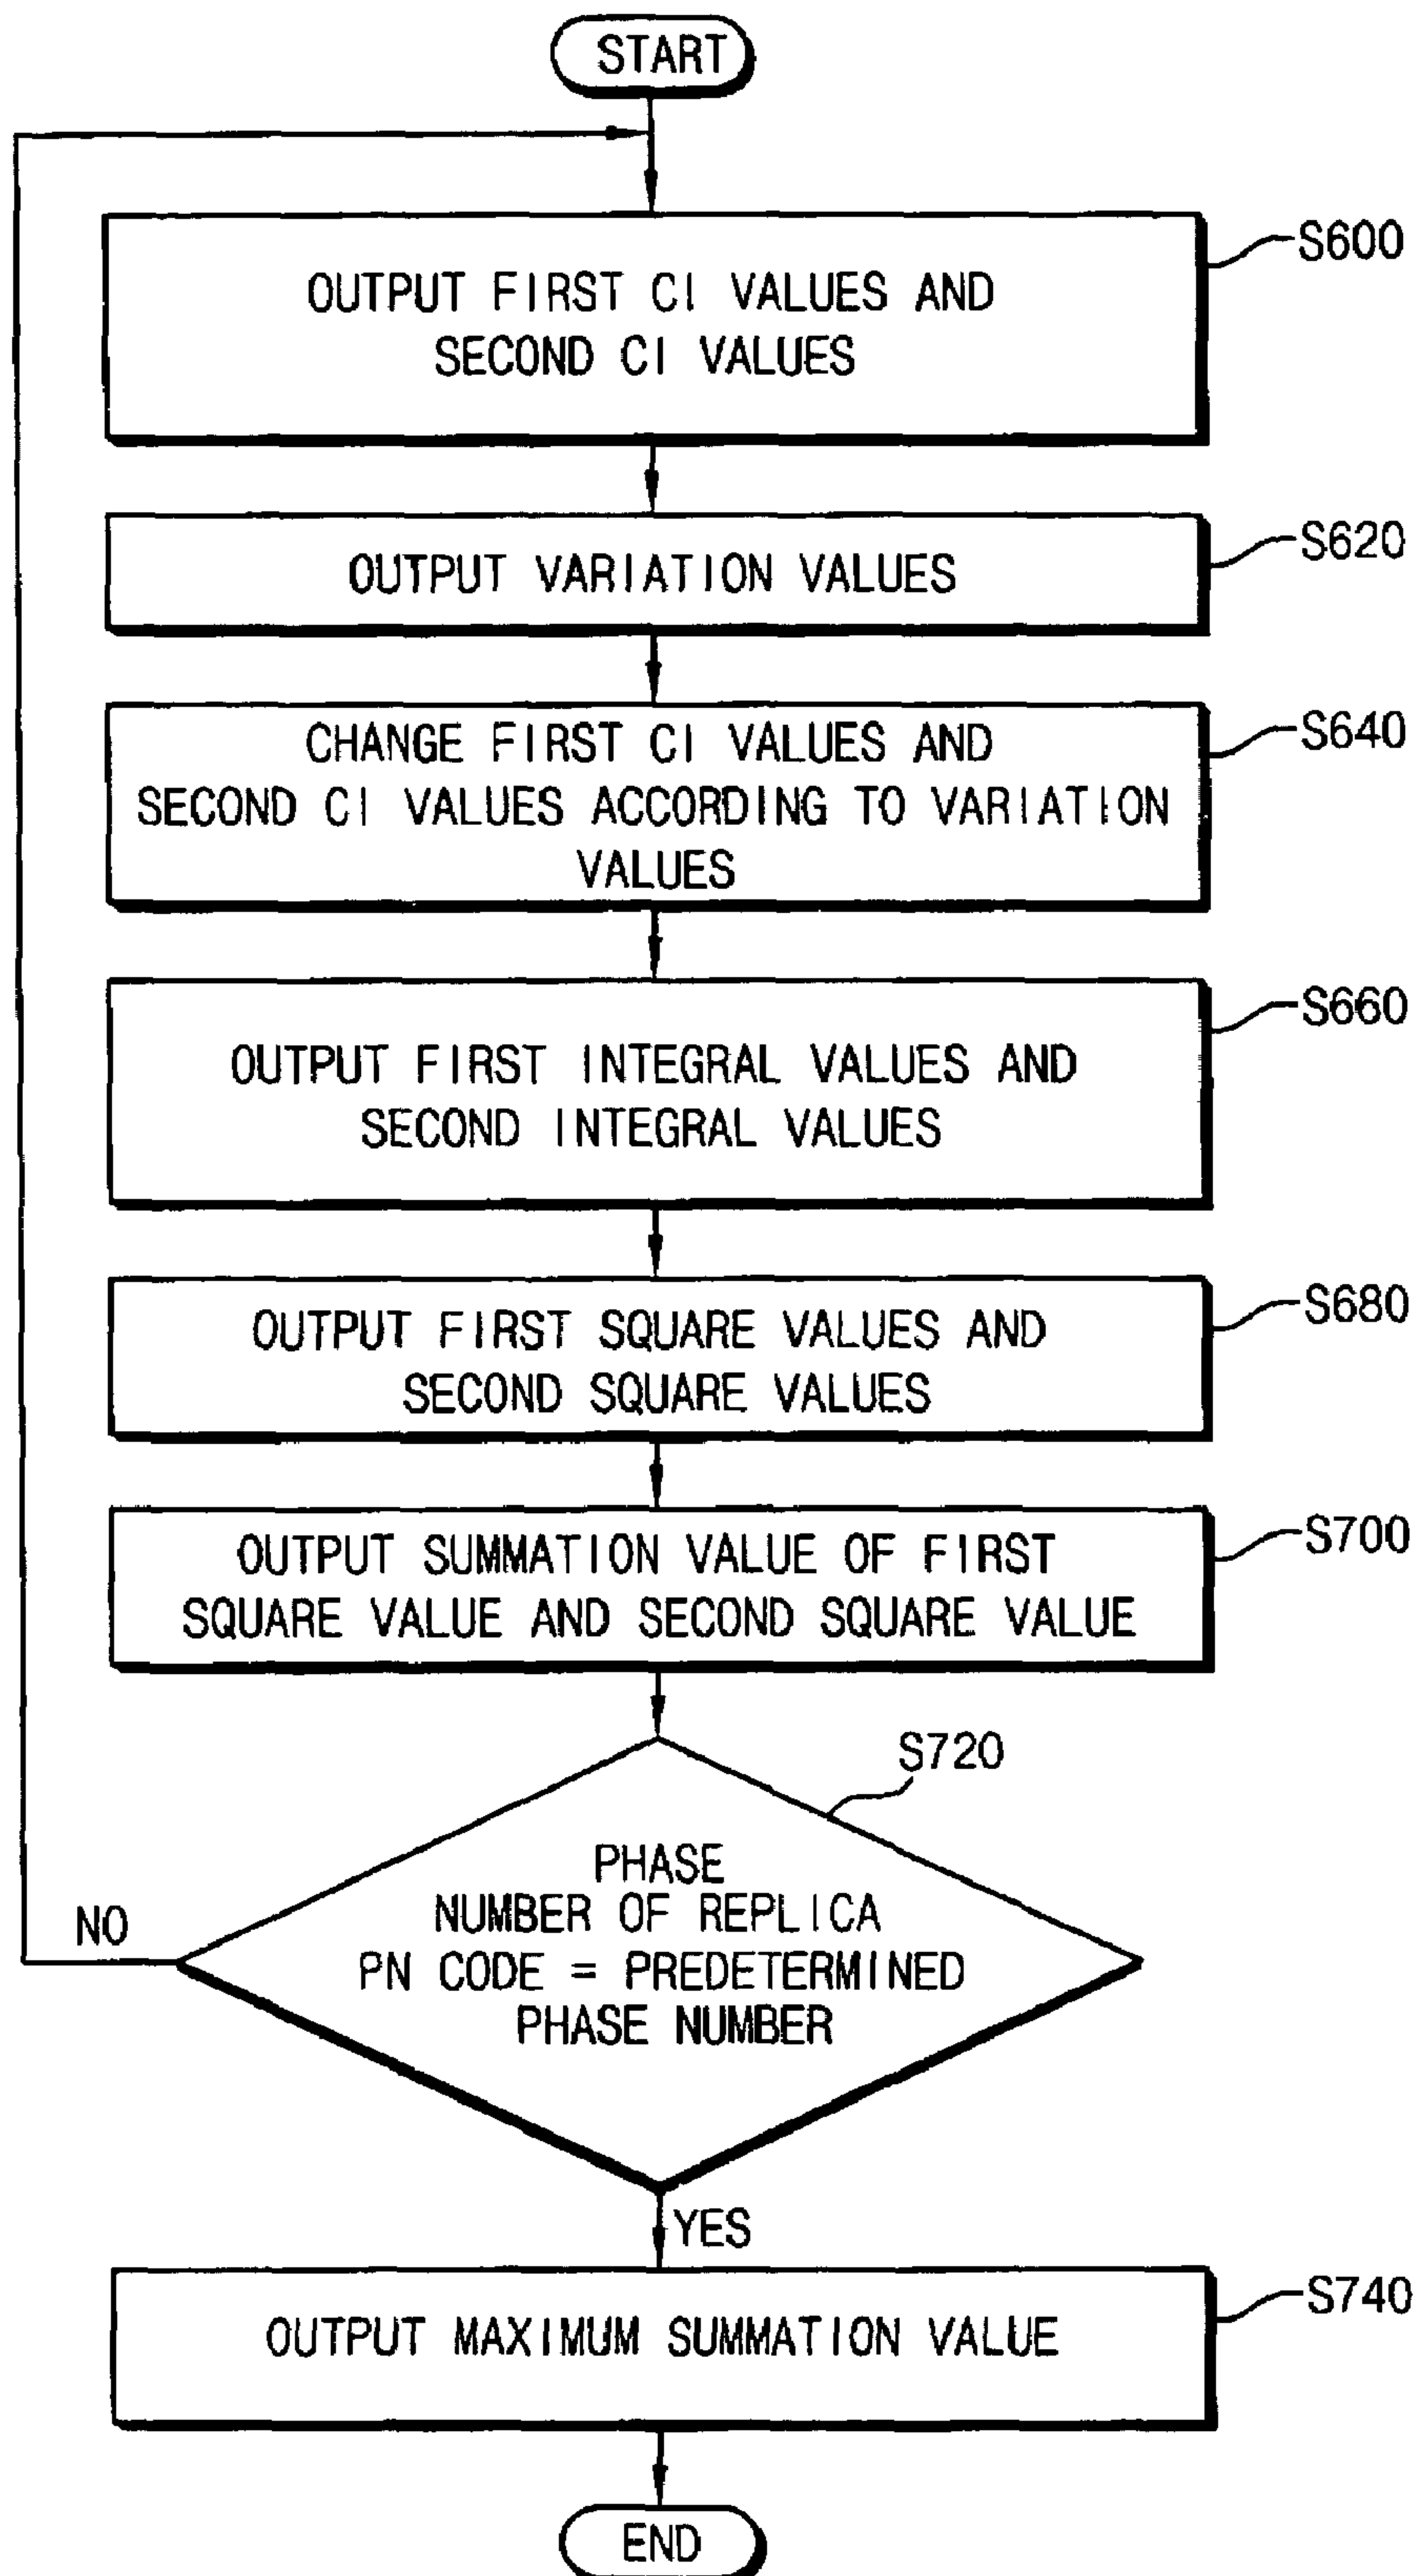 START
S600
OUTPUT FIRST CI VALUES AND
SECOND CI VALUES
S620
OUTPUT VARIATION VALUES
S640
CHANGE FIRST CI VALUES AND
SECOND CI VALUES ACCORDING TO VARIATION
VALUES
S660
OUTPUT FIRST INTEGRAL VALUES AND
SECOND INTEGRAL VALUES
S680
OUTPUT FIRST SQUARE VALUES AND
SECOND SQUARE VALUES
S700
OUTPUT SUMMATION VALUE OF FIRST
SQUARE VALUE AND SECOND SQUARE VALUE
S720
PHASE
NUMBER OF REPLICA
PN CODE = PREDETERMINED
PHASE NUMBER
NO
YES
S740
OUTPUT MAXIMUM SUMMATION VALUE
END